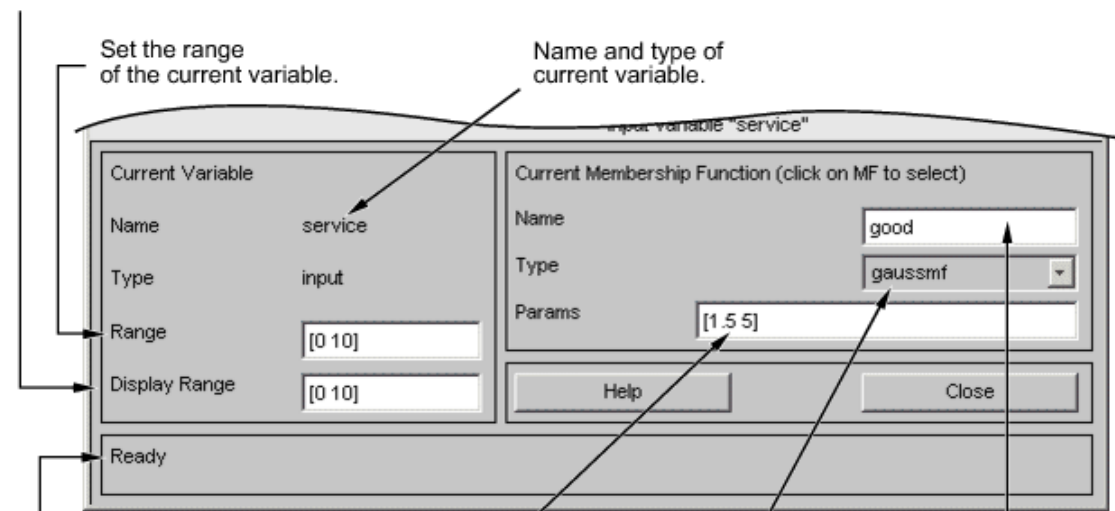 Set the range
of the current variable.
Name and type of
current variable.
variable "service"
Current Variable
Name service
Type input
Range [0 10]
Display Range [0 10]
Current Membership Function (click on MF to select)
Name good
Type gaussmf
Params [1.5 5]
Help Close
Ready